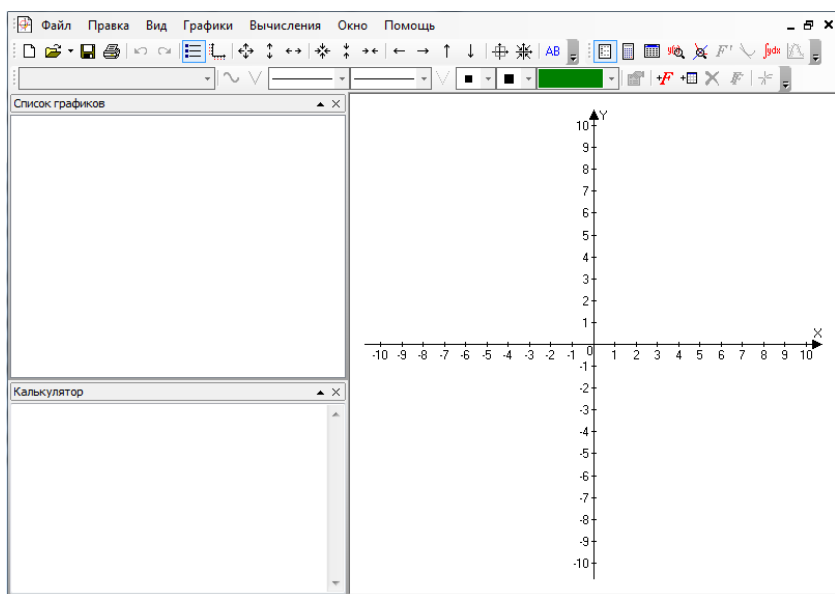 Файл Правка Вид Графики Вычисления Окно Помощь
AB y(x) F' ∫ydx
+F F
Список графиков
Калькулятор
Y
10
9
8
7
6
5
4
3
2
1
X
-10 -9 -8 -7 -6 -5 -4 -3 -2 -1 0 1 2 3 4 5 6 7 8 9 10
-1
-2
-3
-4
-5
-6
-7
-8
-9
-10